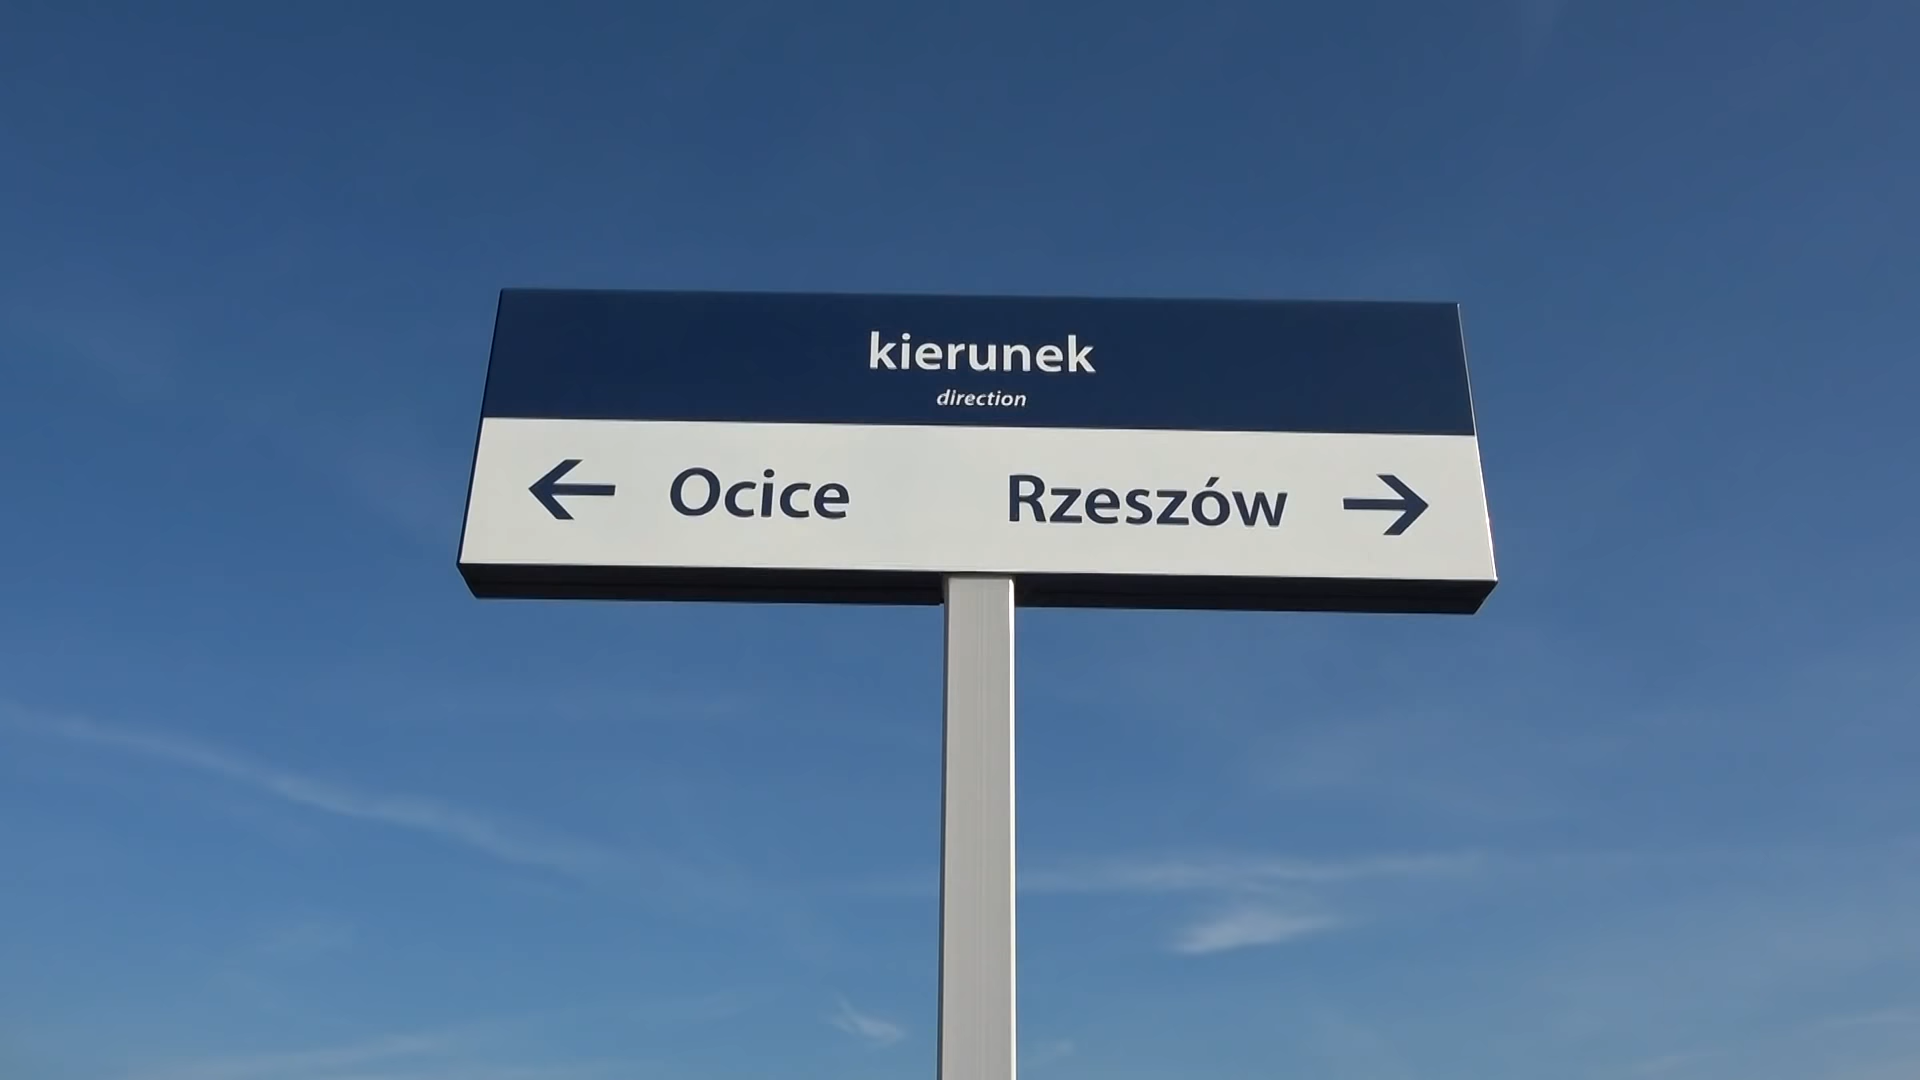 kierunek
direction
← Ocice Rzeszów →